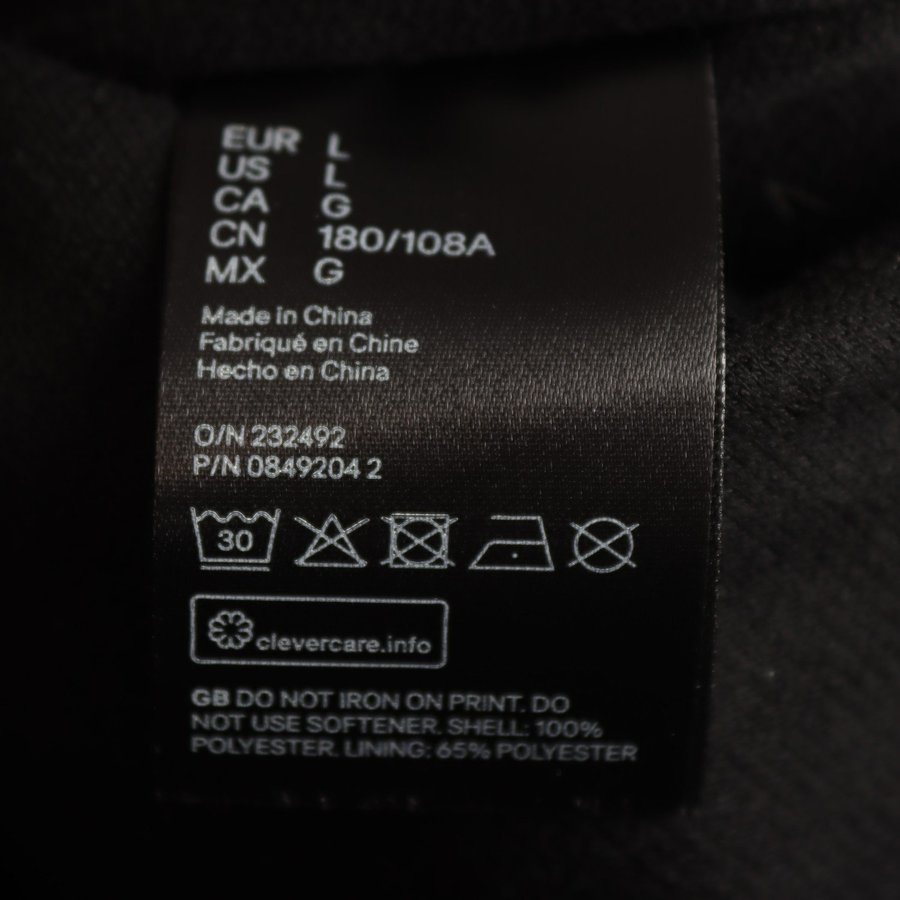 EUR L
US L
CA G
CN 180/108A
MX G
Made in China
Fabriqué en Chine
Hecho en China
O/N 232492
P/N 0849204 2
30
clevercare.info
GB DO NOT IRON ON PRINT. DO
NOT USE SOFTENER. SHELL: 100%
POLYESTER. LINING: 65% POLYESTER